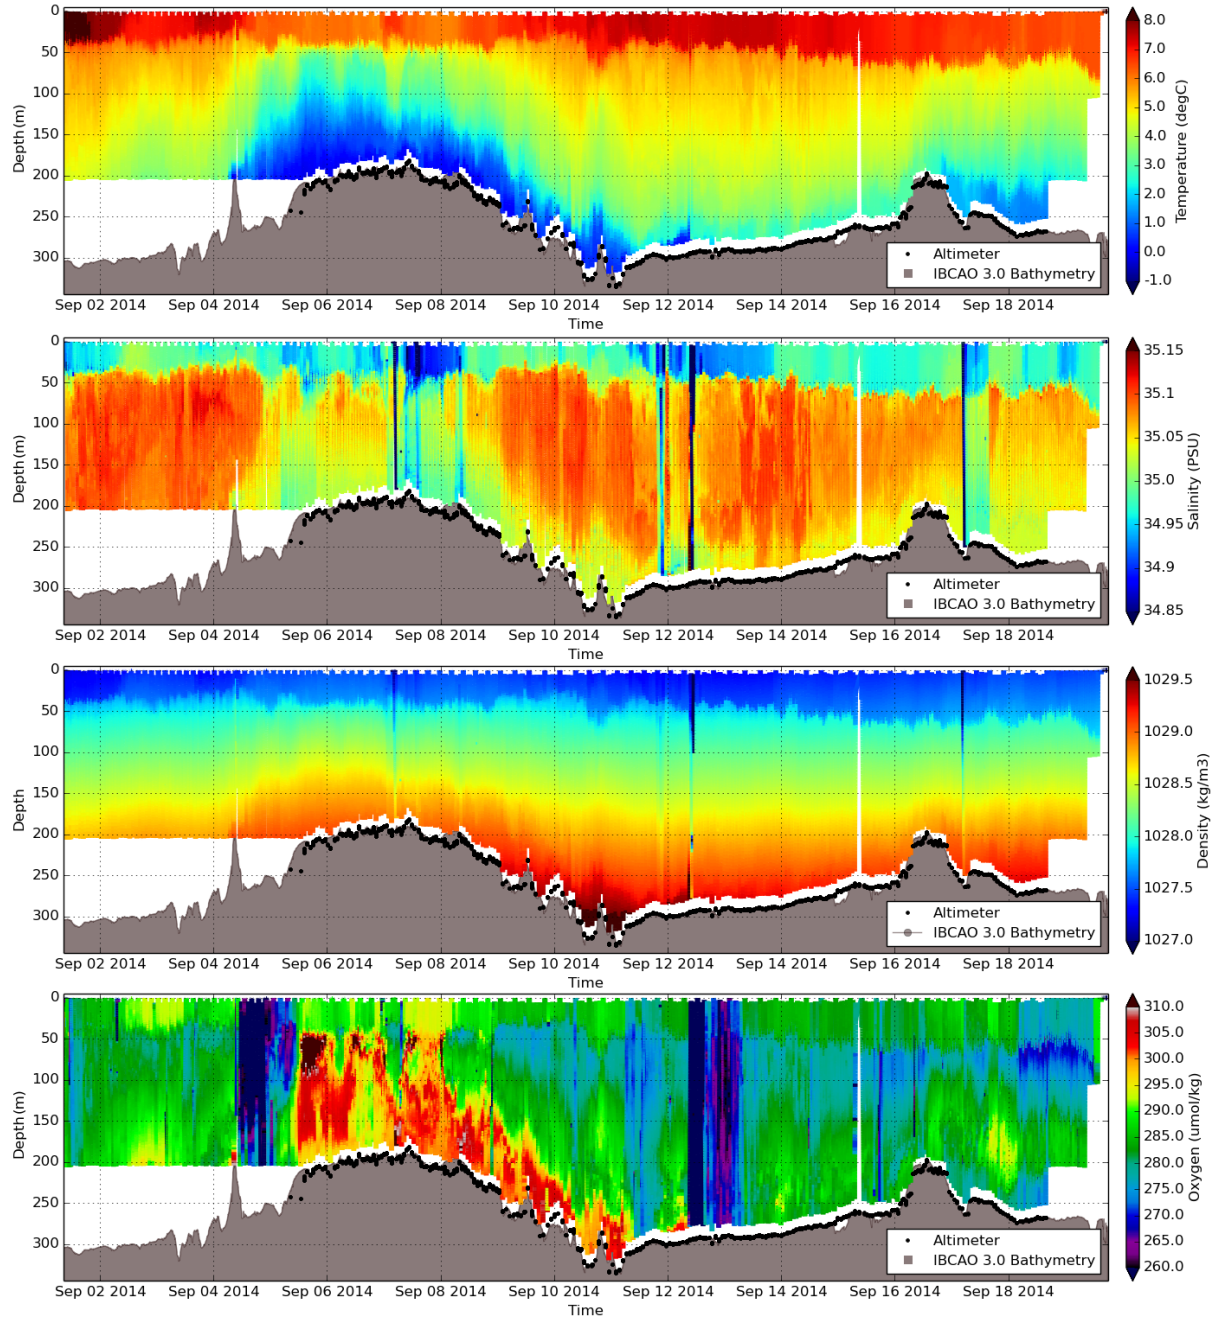 0
50
100
150
200
250
300
Depth (m)
Sep 02 2014 Sep 04 2014 Sep 06 2014 Sep 08 2014 Sep 10 2014 Sep 12 2014 Sep 14 2014 Sep 16 2014 Sep 18 2014
Time
Altimeter
IBCAO 3.0 Bathymetry
8.0
7.0
6.0
5.0
4.0
3.0
2.0
1.0
0.0
-1.0
Temperature (degC)
0
50
100
150
200
250
300
Depth (m)
Sep 02 2014 Sep 04 2014 Sep 06 2014 Sep 08 2014 Sep 10 2014 Sep 12 2014 Sep 14 2014 Sep 16 2014 Sep 18 2014
Time
Altimeter
IBCAO 3.0 Bathymetry
35.15
35.1
35.05
35.0
34.95
34.9
34.85
Salinity (PSU)
0
50
100
150
200
250
300
Depth
Sep 02 2014 Sep 04 2014 Sep 06 2014 Sep 08 2014 Sep 10 2014 Sep 12 2014 Sep 14 2014 Sep 16 2014 Sep 18 2014
Time
Altimeter
IBCAO 3.0 Bathymetry
1029.5
1029.0
1028.5
1028.0
1027.5
1027.0
Density (kg/m3)
0
50
100
150
200
250
300
Depth (m)
Sep 02 2014 Sep 04 2014 Sep 06 2014 Sep 08 2014 Sep 10 2014 Sep 12 2014 Sep 14 2014 Sep 16 2014 Sep 18 2014
Time
Altimeter
IBCAO 3.0 Bathymetry
310.0
305.0
300.0
295.0
290.0
285.0
280.0
275.0
270.0
265.0
260.0
Oxygen (umol/kg)